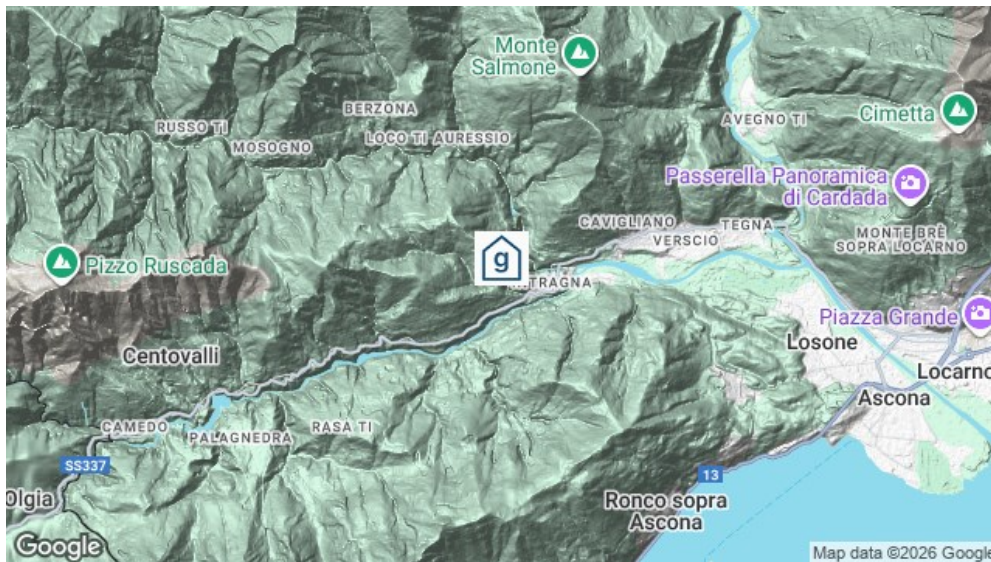 Monte
Salmone
BERZONA
Cimetta
RUSSO TI
AVEGNO TI
MOSOGNO
LOCO TI AURESSIO
Passerella Panoramica
di Cardada
CAVIGLIANO
TEGNA
VERSCIO
MONTE BRÈ
SOPRA LOCARNO
g
Pizzo Ruscada
INTRAGNA
Piazza Grande
Losone
Centovalli
Locarno
Ascona
CAMEDO
PALAGNEDRA
RASA TI
SS337
13
Olgia
Ronco sopra
Ascona
Google
Map data ©2026 Google